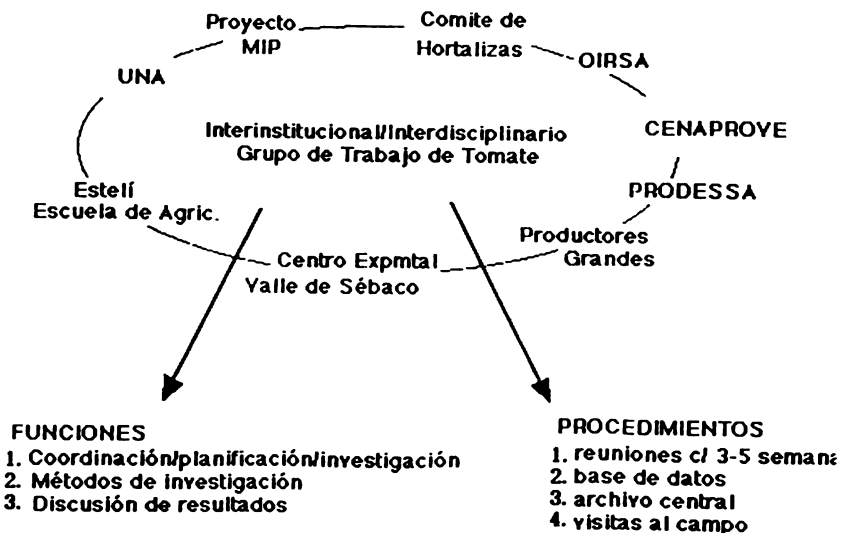 Proyecto
MIP
Comite de
Hortalizas
OIRSA
UNA
CENAPROVE
Interinstitucional/Interdisciplinario
Grupo de Trabajo de Tomate
Estelí
Escuela de Agric.
PRODESSA
Productores
Grandes
Centro Expmtal
Valle de Sébaco
FUNCIONES
1. Coordinación/planificación/investigación
2. Métodos de investigación
3. Discusión de resultados
PROCEDIMIENTOS
1. reuniones c/ 3-5 semana
2. base de datos
3. archivo central
4. visitas al campo